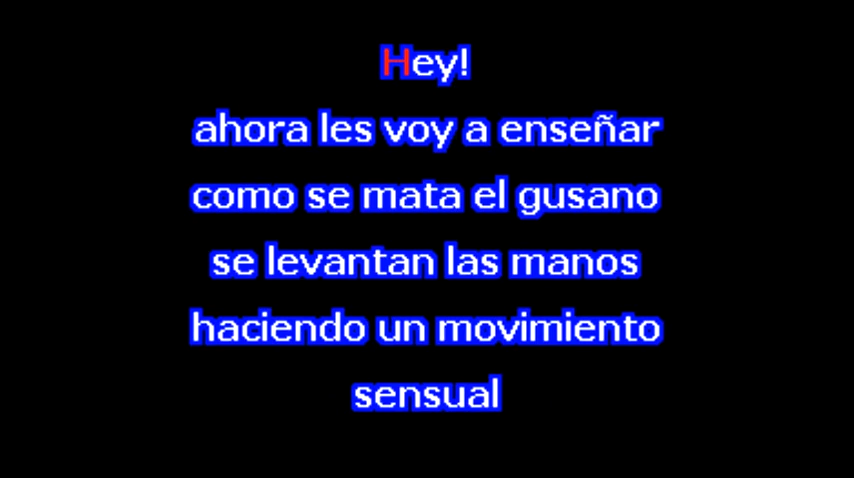 Hey!
ahora les voy a enseñar
como se mata el gusano
se levantan las manos
haciendo un movimiento
sensual